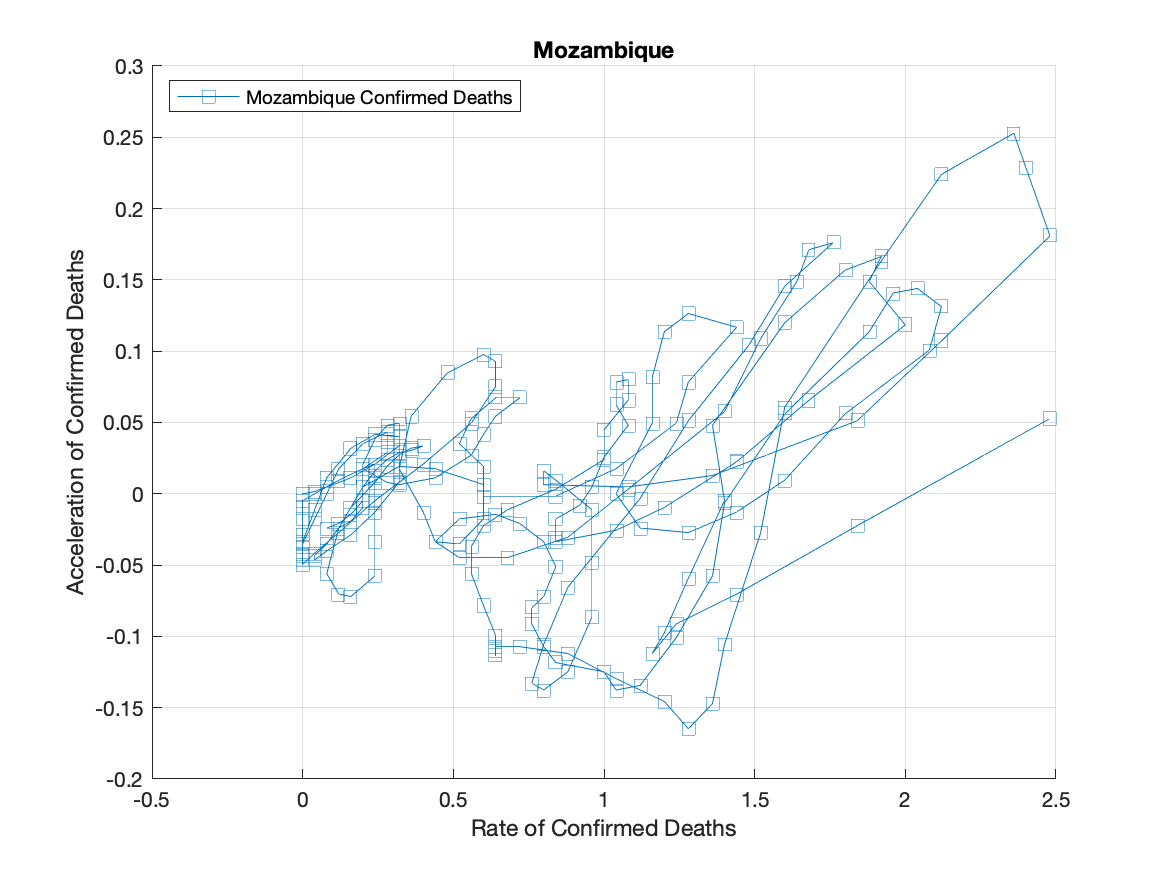 Mozambique
0.3
Mozambique Confirmed Deaths
0.25
0.2
0.15
0.1
0.05
0
-0.05
-0.1
-0.15
-0.2
Acceleration of Confirmed Deaths
-0.5 0 0.5 1 1.5 2 2.5
Rate of Confirmed Deaths